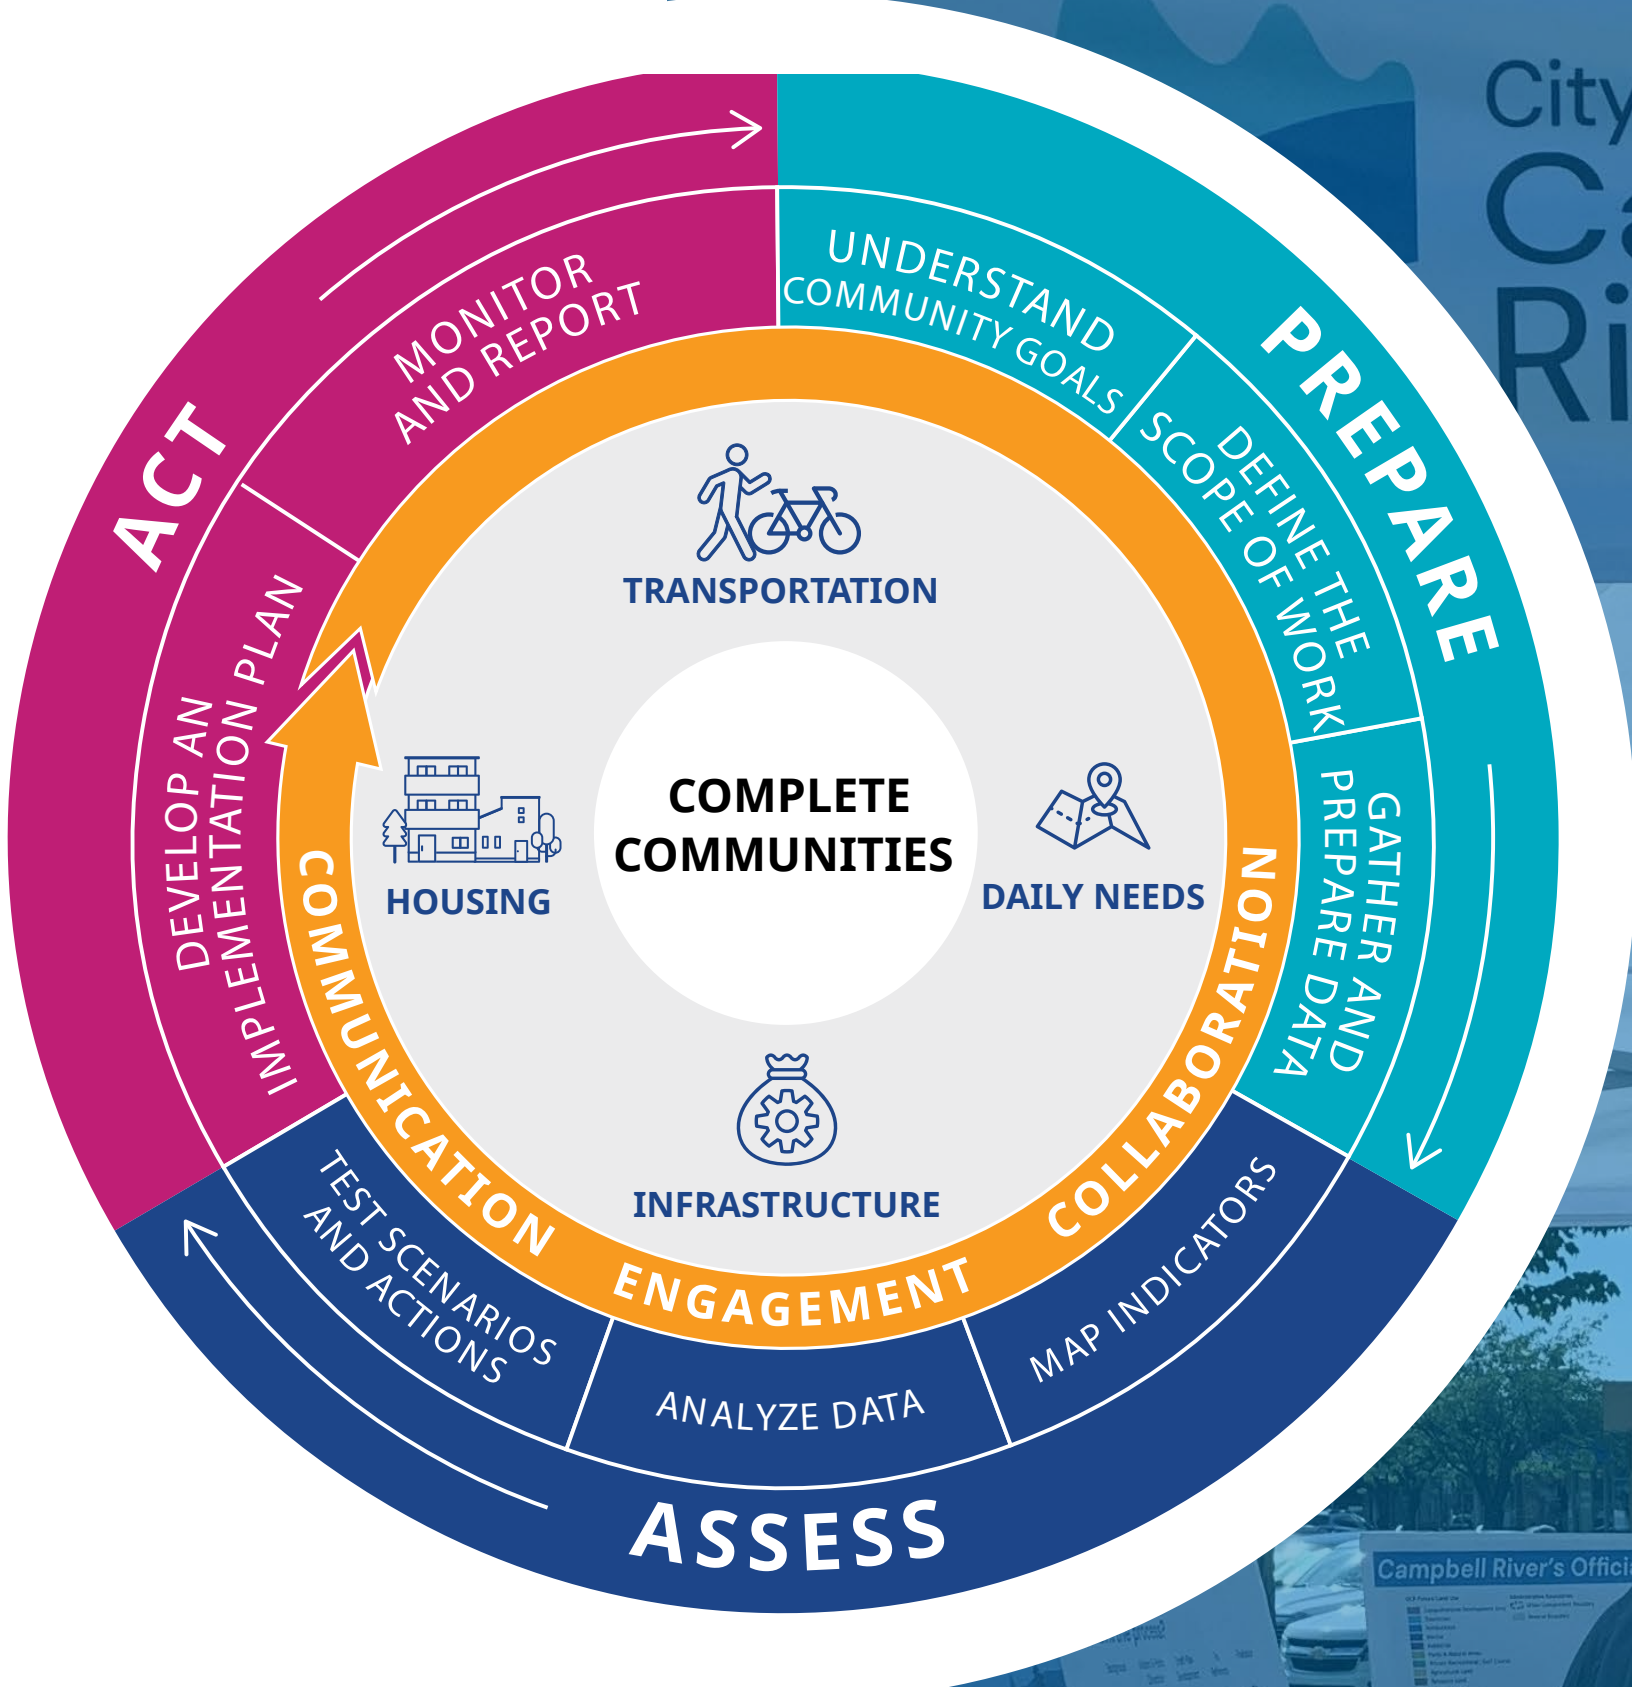 City
Ca
Ri
PREPARE
UNDERSTAND
COMMUNITY GOALS
DEFINE THE
SCOPE OF WORK
GATHER AND
PREPARE DATA
ASSESS
MAP INDICATORS
ANALYZE DATA
TEST SCENARIOS
AND ACTIONS
ACT
DEVELOP AN
IMPLEMENTATION PLAN
MONITOR
AND REPORT
COMMUNICATION
ENGAGEMENT
COLLABORATION
TRANSPORTATION
HOUSING
COMPLETE
COMMUNITIES
DAILY NEEDS
INFRASTRUCTURE
Campbell River's Offici